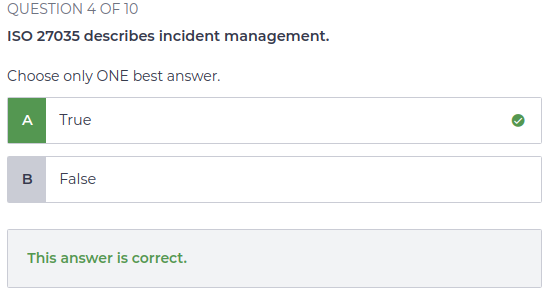 QUESTION 4 OF 10
ISO 27035 describes incident management.
Choose only ONE best answer.
A True
B False
This answer is correct.